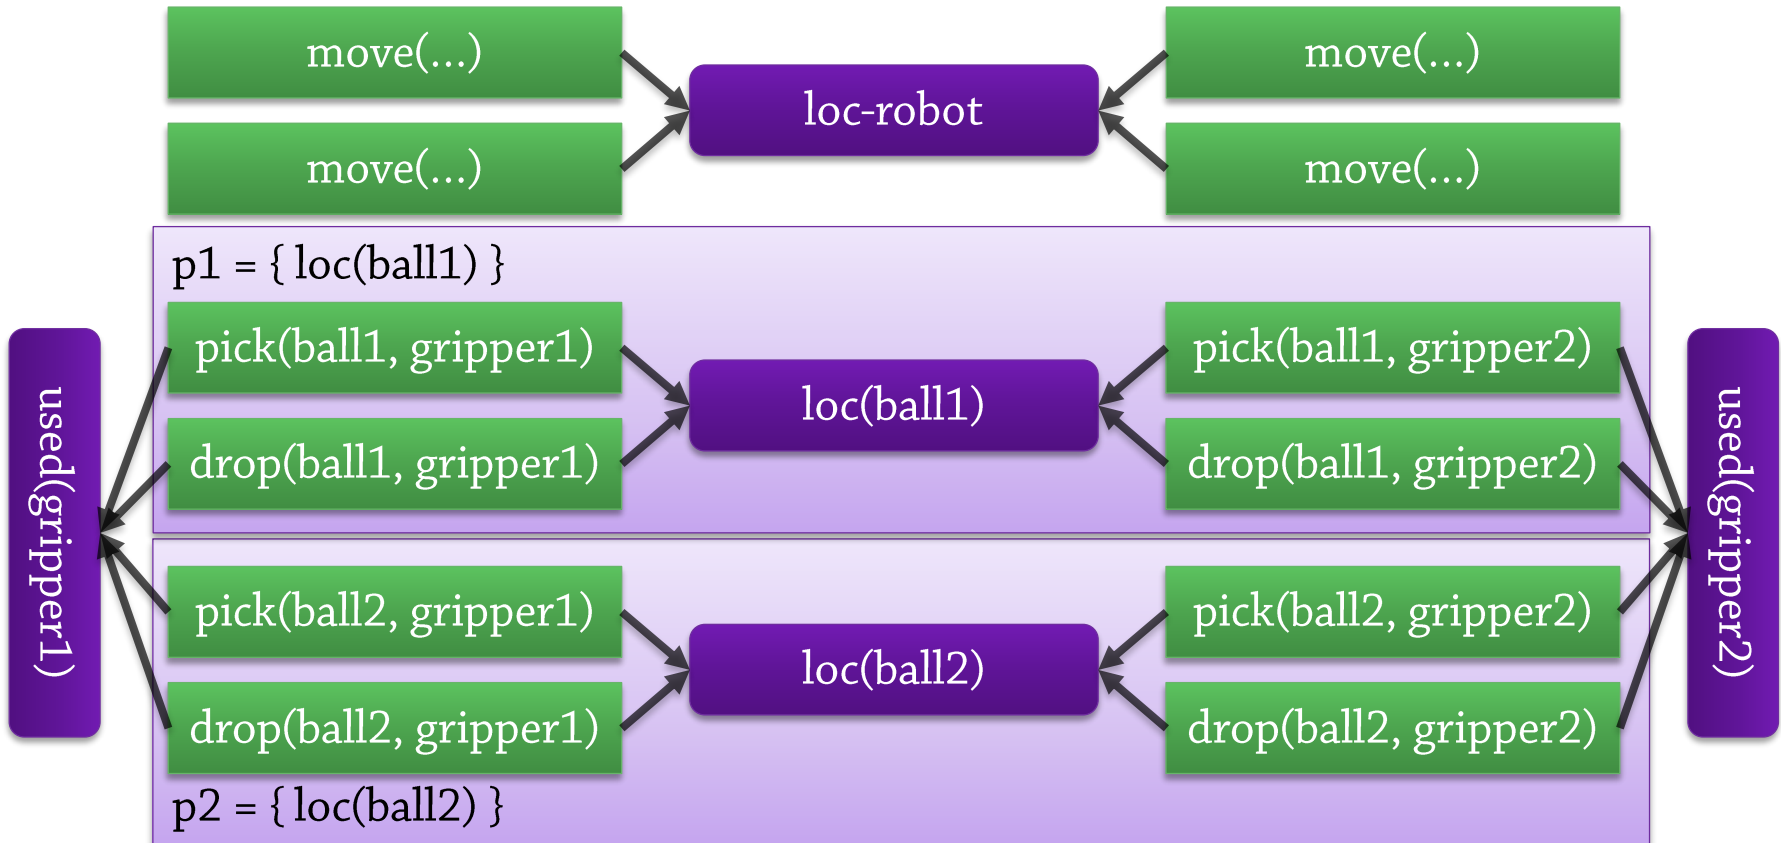 move(…)
move(…)
loc-robot
move(…)
move(…)
p1 = { loc(ball1) }
used(gripper1)
pick(ball1, gripper1)
drop(ball1, gripper1)
loc(ball1)
pick(ball1, gripper2)
drop(ball1, gripper2)
used(gripper2)
pick(ball2, gripper1)
drop(ball2, gripper1)
loc(ball2)
pick(ball2, gripper2)
drop(ball2, gripper2)
p2 = { loc(ball2) }